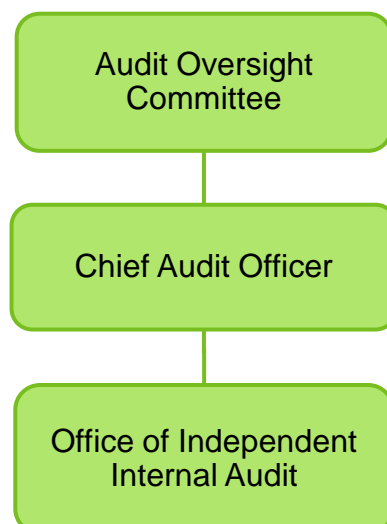 Audit Oversight
Committee
Chief Audit Officer
Office of Independent
Internal Audit